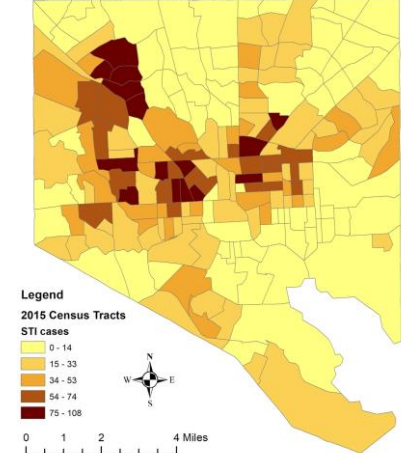 Legend
2015 Census Tracts
STI cases
0 - 14
15 - 33
34 - 53
54 - 74
75 - 108
N
W E
S
0 1 2 4 Miles